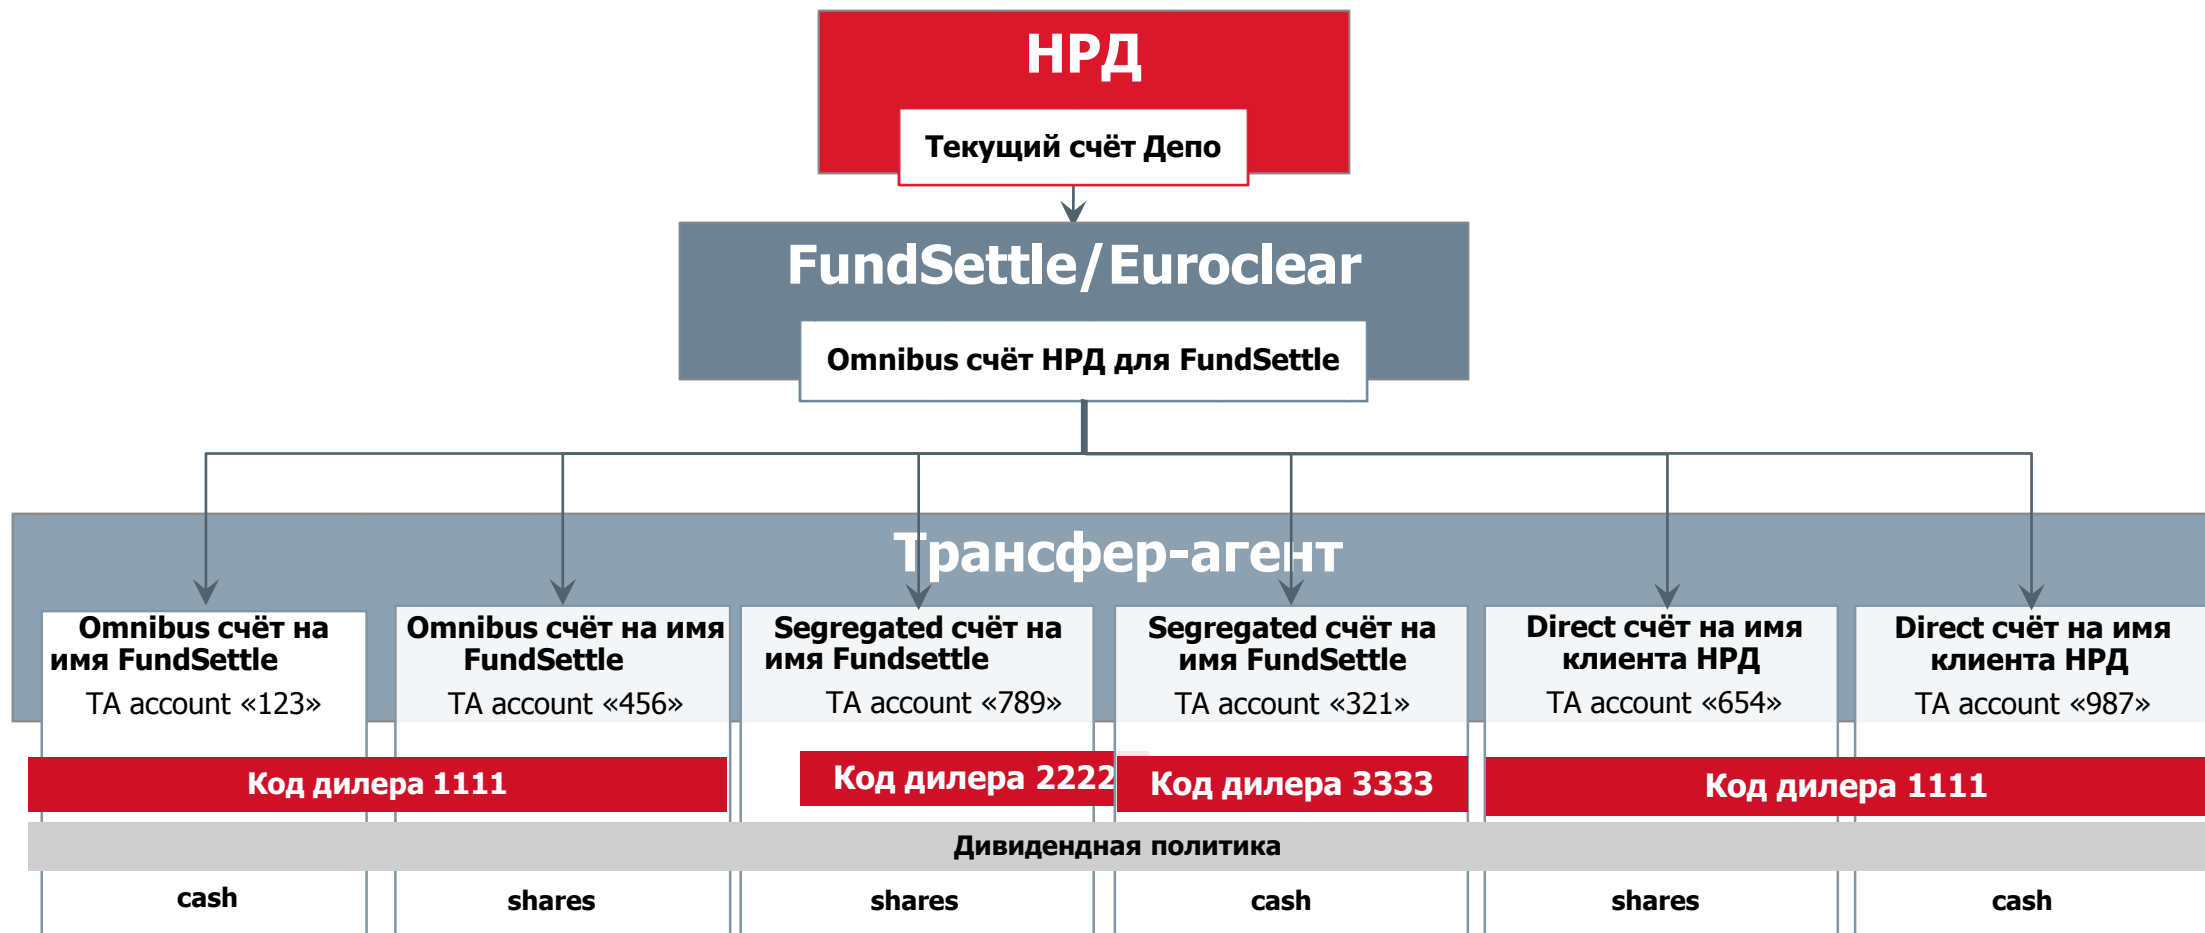 НРД
Текущий счёт Депо
FundSettle/Euroclear
Omnibus счёт НРД для FundSettle
Трансфер-агент
Omnibus счёт на
имя FundSettle
TA account «123»
Omnibus счёт на имя
FundSettle
TA account «456»
Segregated счёт на
имя Fundsettle
TA account «789»
Segregated счёт на
имя FundSettle
TA account «321»
Direct счёт на имя
клиента НРД
TA account «654»
Direct счёт на имя
клиента НРД
TA account «987»
Код дилера 1111
Код дилера 2222
Код дилера 3333
Код дилера 1111
Дивидендная политика
cash
shares
shares
cash
shares
cash